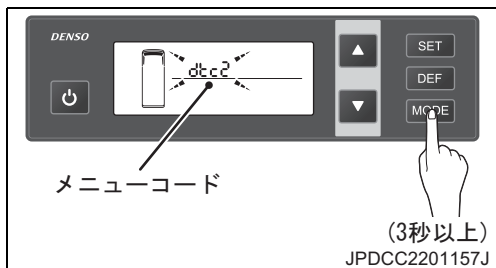 DENSO
dtc2
SET
DEF
MODE
メニューコード
(3秒以上)
JPDCC2201157J